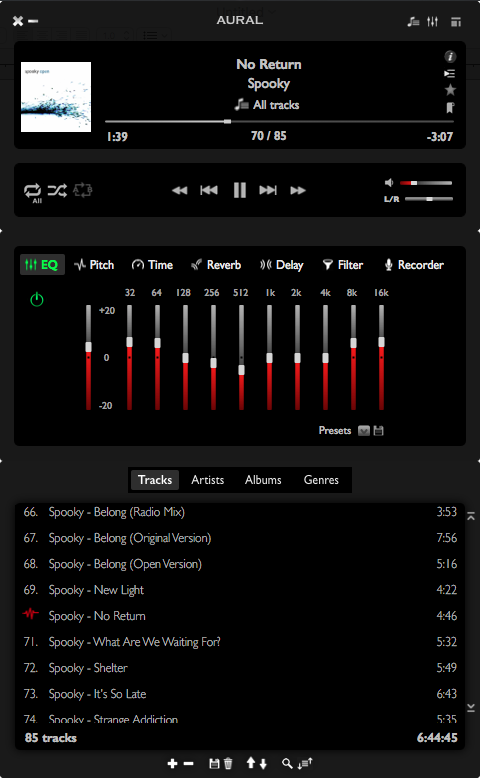 AURAL
spooky open
No Return
Spooky
All tracks
1:39 70 / 85 -3:07
All A B
L/R
EQ Pitch Time Reverb Delay Filter Recorder
32 64 128 256 512 1k 2k 4k 8k 16k
+20
0
-20
Presets
Tracks Artists Albums Genres
66. Spooky - Belong (Radio Mix) 3:53
67. Spooky - Belong (Original Version) 7:56
68. Spooky - Belong (Open Version) 5:16
69. Spooky - New Light 4:22
Spooky - No Return 4:46
71. Spooky - What Are We Waiting For? 5:32
72. Spooky - Shelter 5:49
73. Spooky - It's So Late 6:43
74. Spooky - Strange Addiction 5:35
85 tracks 6:44:45